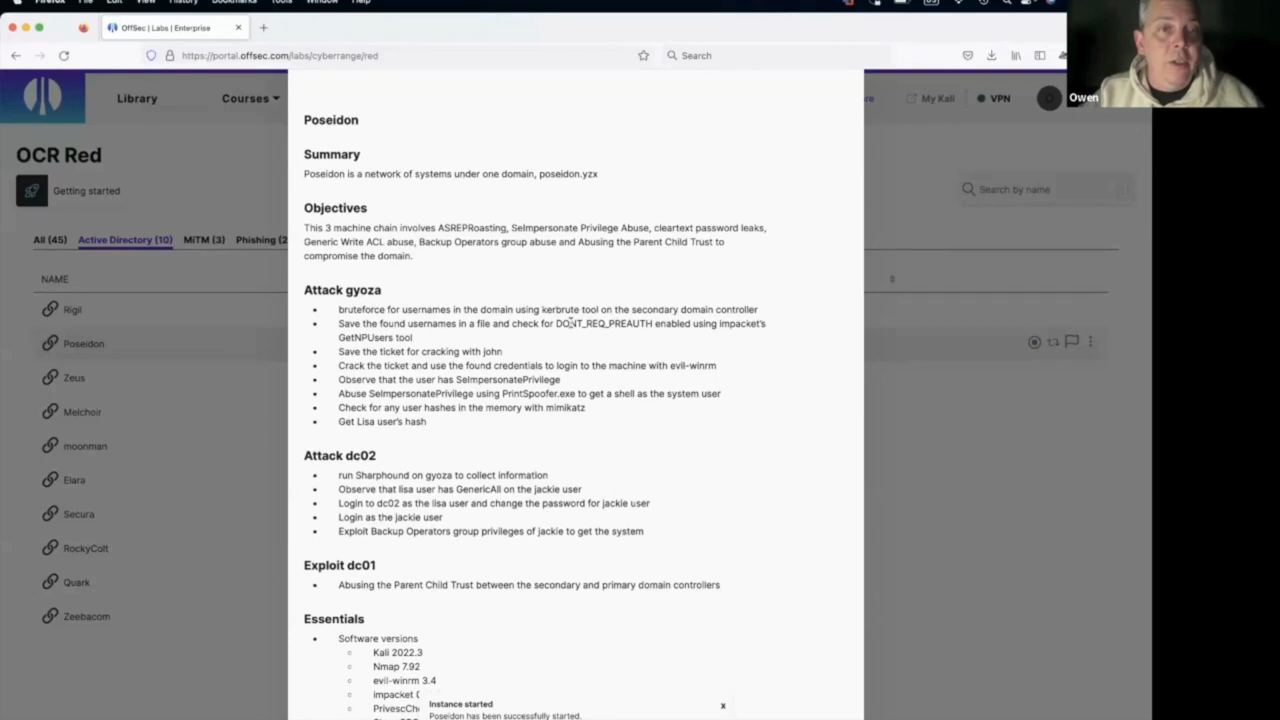 Firefox File Edit View History Bookmarks Tools Window Help
OffSec | Labs | Enterprise
https://portal.offsec.com/labs/cyberrange/red
Search
Owen
Library
Courses
My Kali
VPN
OCR Red
Getting started
Search by name
All (45) Active Directory (10) MiTM (3) Phishing (2
NAME
Rigil
Poseidon
Zeus
Melchoir
moonman
Elara
Secura
RockyColt
Quark
Zeebacom
Poseidon
Summary
Poseidon is a network of systems under one domain, poseidon.yzx
Objectives
This 3 machine chain involves ASREPRoasting, SeImpersonate Privilege Abuse, cleartext password leaks,
Generic Write ACL abuse, Backup Operators group abuse and Abusing the Parent Child Trust to
compromise the domain.
Attack gyoza
• bruteforce for usernames in the domain using kerbrute tool on the secondary domain controller
• Save the found usernames in a file and check for DONT_REQ_PREAUTH enabled using impacket's
GetNPUsers tool
• Save the ticket for cracking with john
• Crack the ticket and use the found credentials to login to the machine with evil-winrm
• Observe that the user has SeImpersonatePrivilege
• Abuse SeImpersonatePrivilege using PrintSpoofer.exe to get a shell as the system user
• Check for any user hashes in the memory with mimikatz
• Get Lisa user's hash
Attack dc02
• run Sharphound on gyoza to collect information
• Observe that lisa user has GenericAll on the jackie user
• Login to dc02 as the lisa user and change the password for jackie user
• Login as the jackie user
• Exploit Backup Operators group privileges of jackie to get the system
Exploit dc01
• Abusing the Parent Child Trust between the secondary and primary domain controllers
Essentials
• Software versions
Kali 2022.3
Nmap 7.92
evil-winrm 3.4
impacket
PrivescChe
Instance started
x
Poseidon has been successfully started.